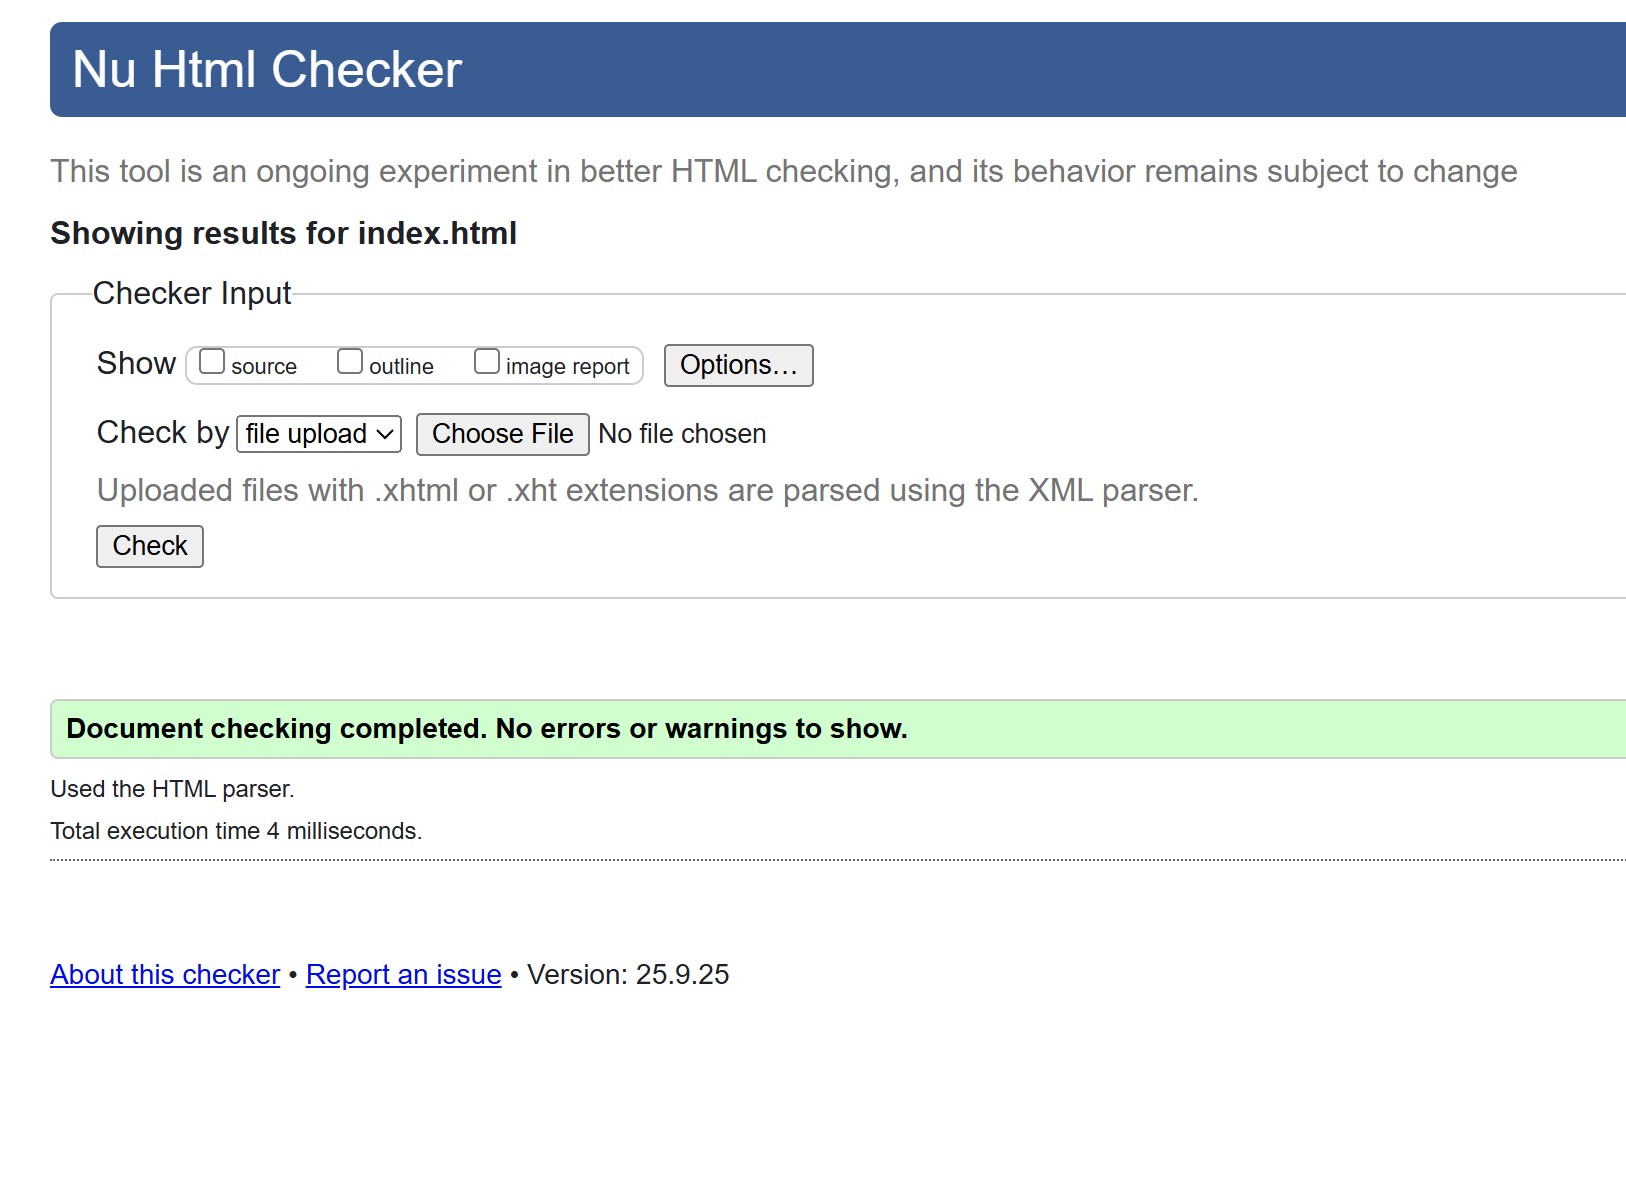 Nu Html Checker
This tool is an ongoing experiment in better HTML checking, and its behavior remains subject to change
Showing results for index.html
Checker Input
Show source outline image report Options…
Check by file upload Choose File No file chosen
Uploaded files with .xhtml or .xht extensions are parsed using the XML parser.
Check
Document checking completed. No errors or warnings to show.
Used the HTML parser.
Total execution time 4 milliseconds.
About this checker • Report an issue • Version: 25.9.25